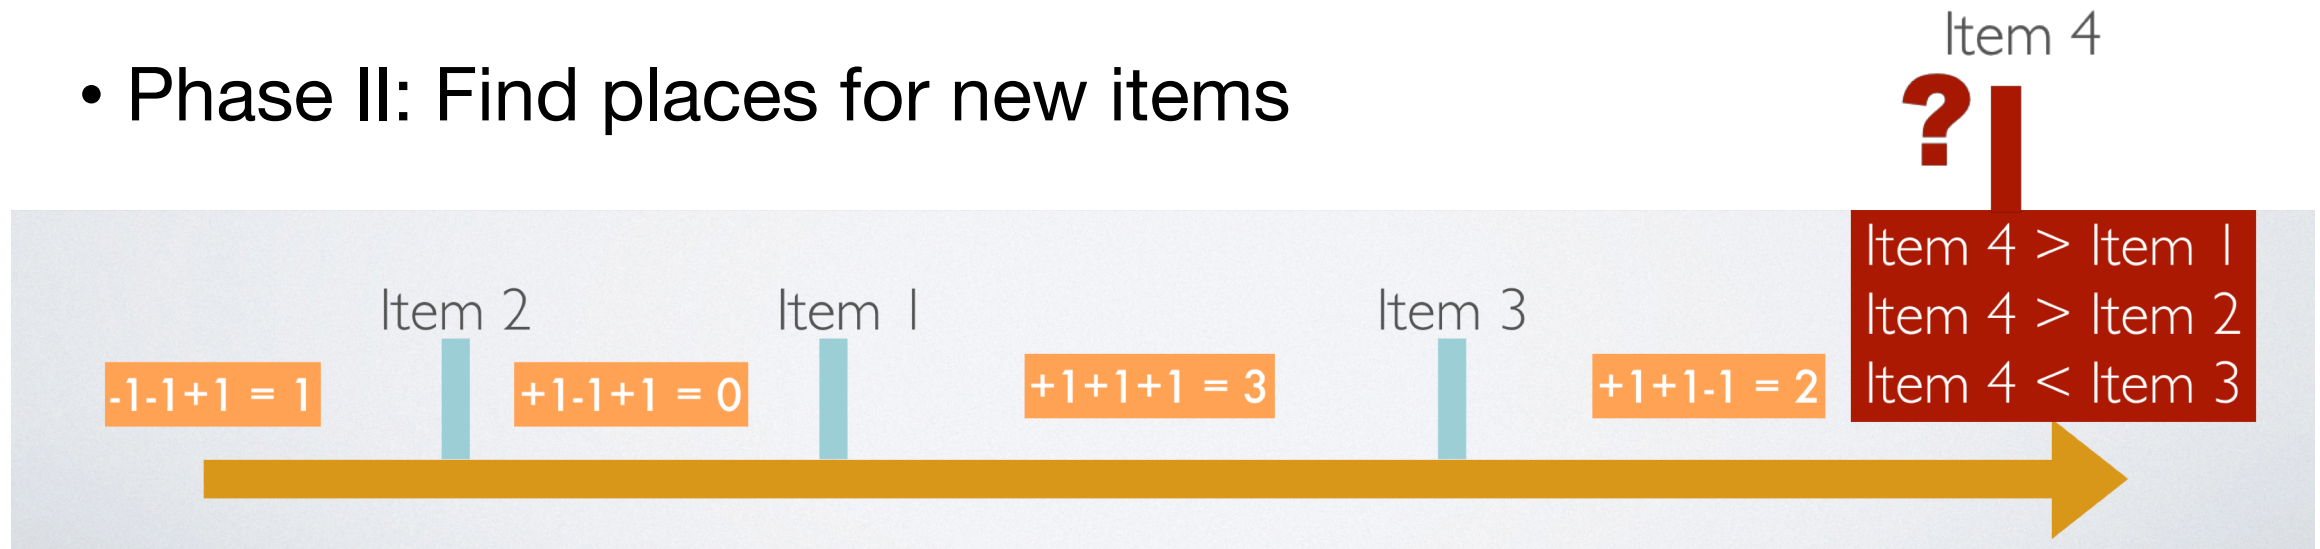 Item 4
• Phase II: Find places for new items
?
Item 4 > Item 1
Item 4 > Item 2
Item 4 < Item 3
Item 2
Item 1
Item 3
-1-1+1 = 1
+1-1+1 = 0
+1+1+1 = 3
+1+1-1 = 2